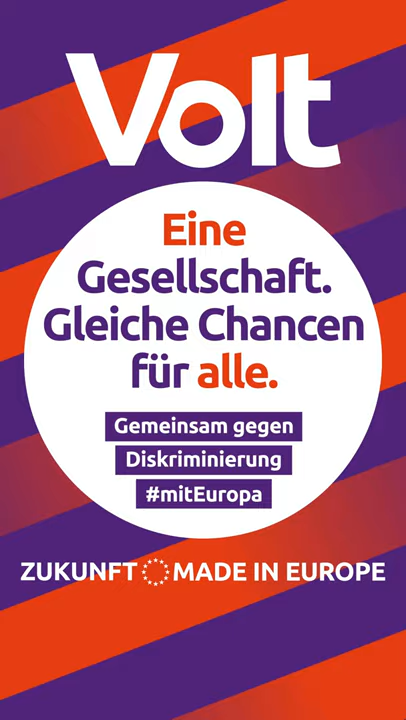 Volt
Eine
Gesellschaft.
Gleiche Chancen
für alle.
Gemeinsam gegen
Diskriminierung
#mitEuropa
ZUKUNFT MADE IN EUROPE